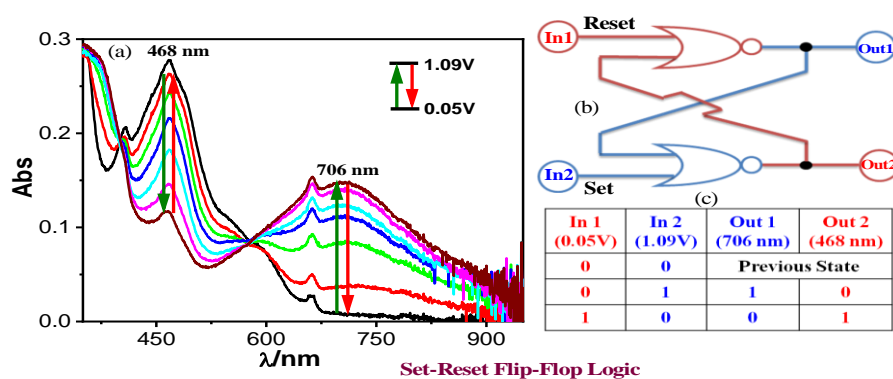 (a)
468 nm
1.09V
0.05V
706 nm
0.3
0.2
0.1
0.0
Abs
450
600
750
900
λ/nm
Reset
In1
Out1
(b)
In2
Set
Out2
(c)
In 1 In 2 Out 1 Out 2
(0.05V) (1.09V) (706 nm) (468 nm)
0 0 Previous State
0 1 1 0
1 0 0 1
Set-Reset Flip-Flop Logic